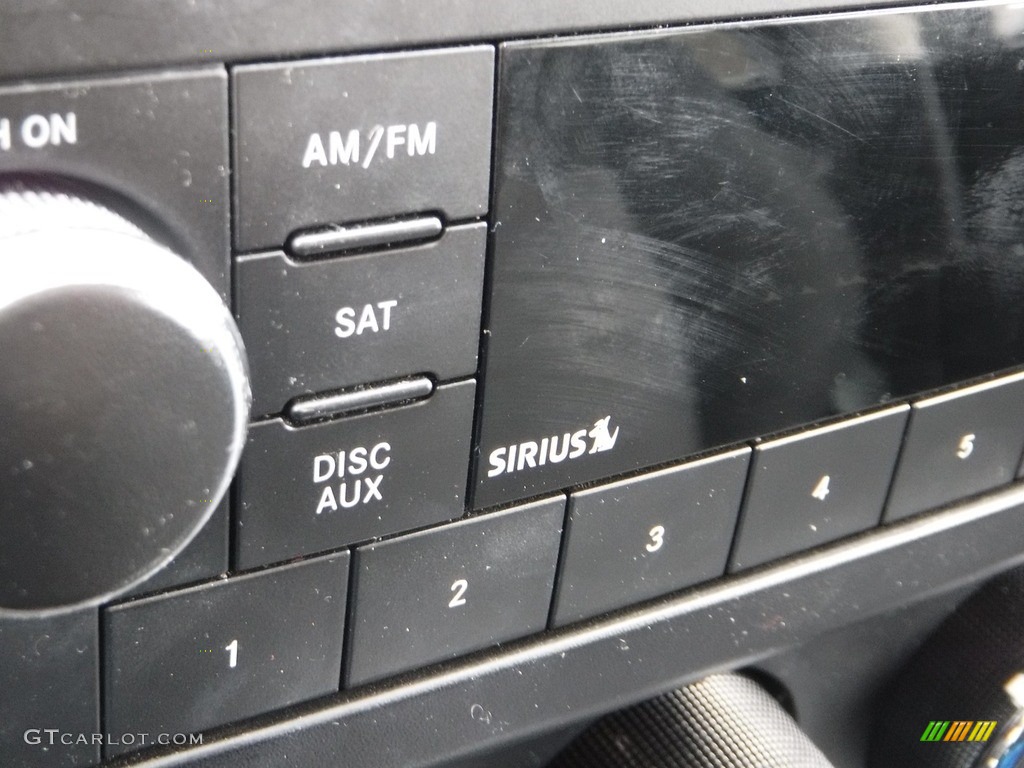 H ON
AM/FM
SAT
DISC
AUX
SIRIUS
1
2
3
4
5
GTCARLOT.COM